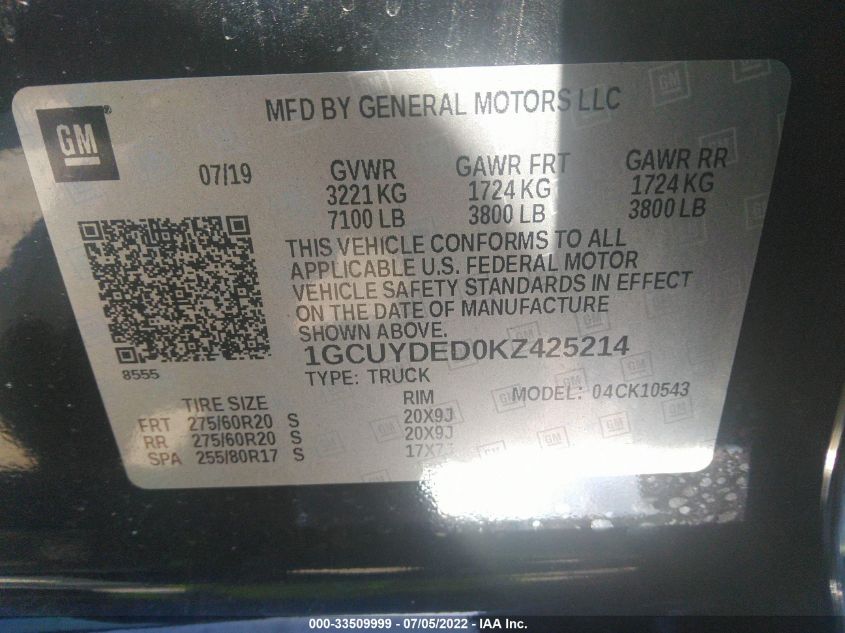 MFD BY GENERAL MOTORS LLC
GM
07/19
GVWR
3221 KG
7100 LB
GAWR FRT
1724 KG
3800 LB
GAWR RR
1724 KG
3800 LB
THIS VEHICLE CONFORMS TO ALL
APPLICABLE U.S. FEDERAL MOTOR
VEHICLE SAFETY STANDARDS IN EFFECT
ON THE DATE OF MANUFACTURE
SHOWN ABOVE.
1GCUYDED0KZ425214
8555
TYPE: TRUCK
MODEL: 04CK10543
TIRE SIZE RIM
FRT 275/60R20 S 20X9J
RR 275/60R20 S 20X9J
SPA 255/80R17 S
000-33509999 - 07/05/2022 - IAA Inc.